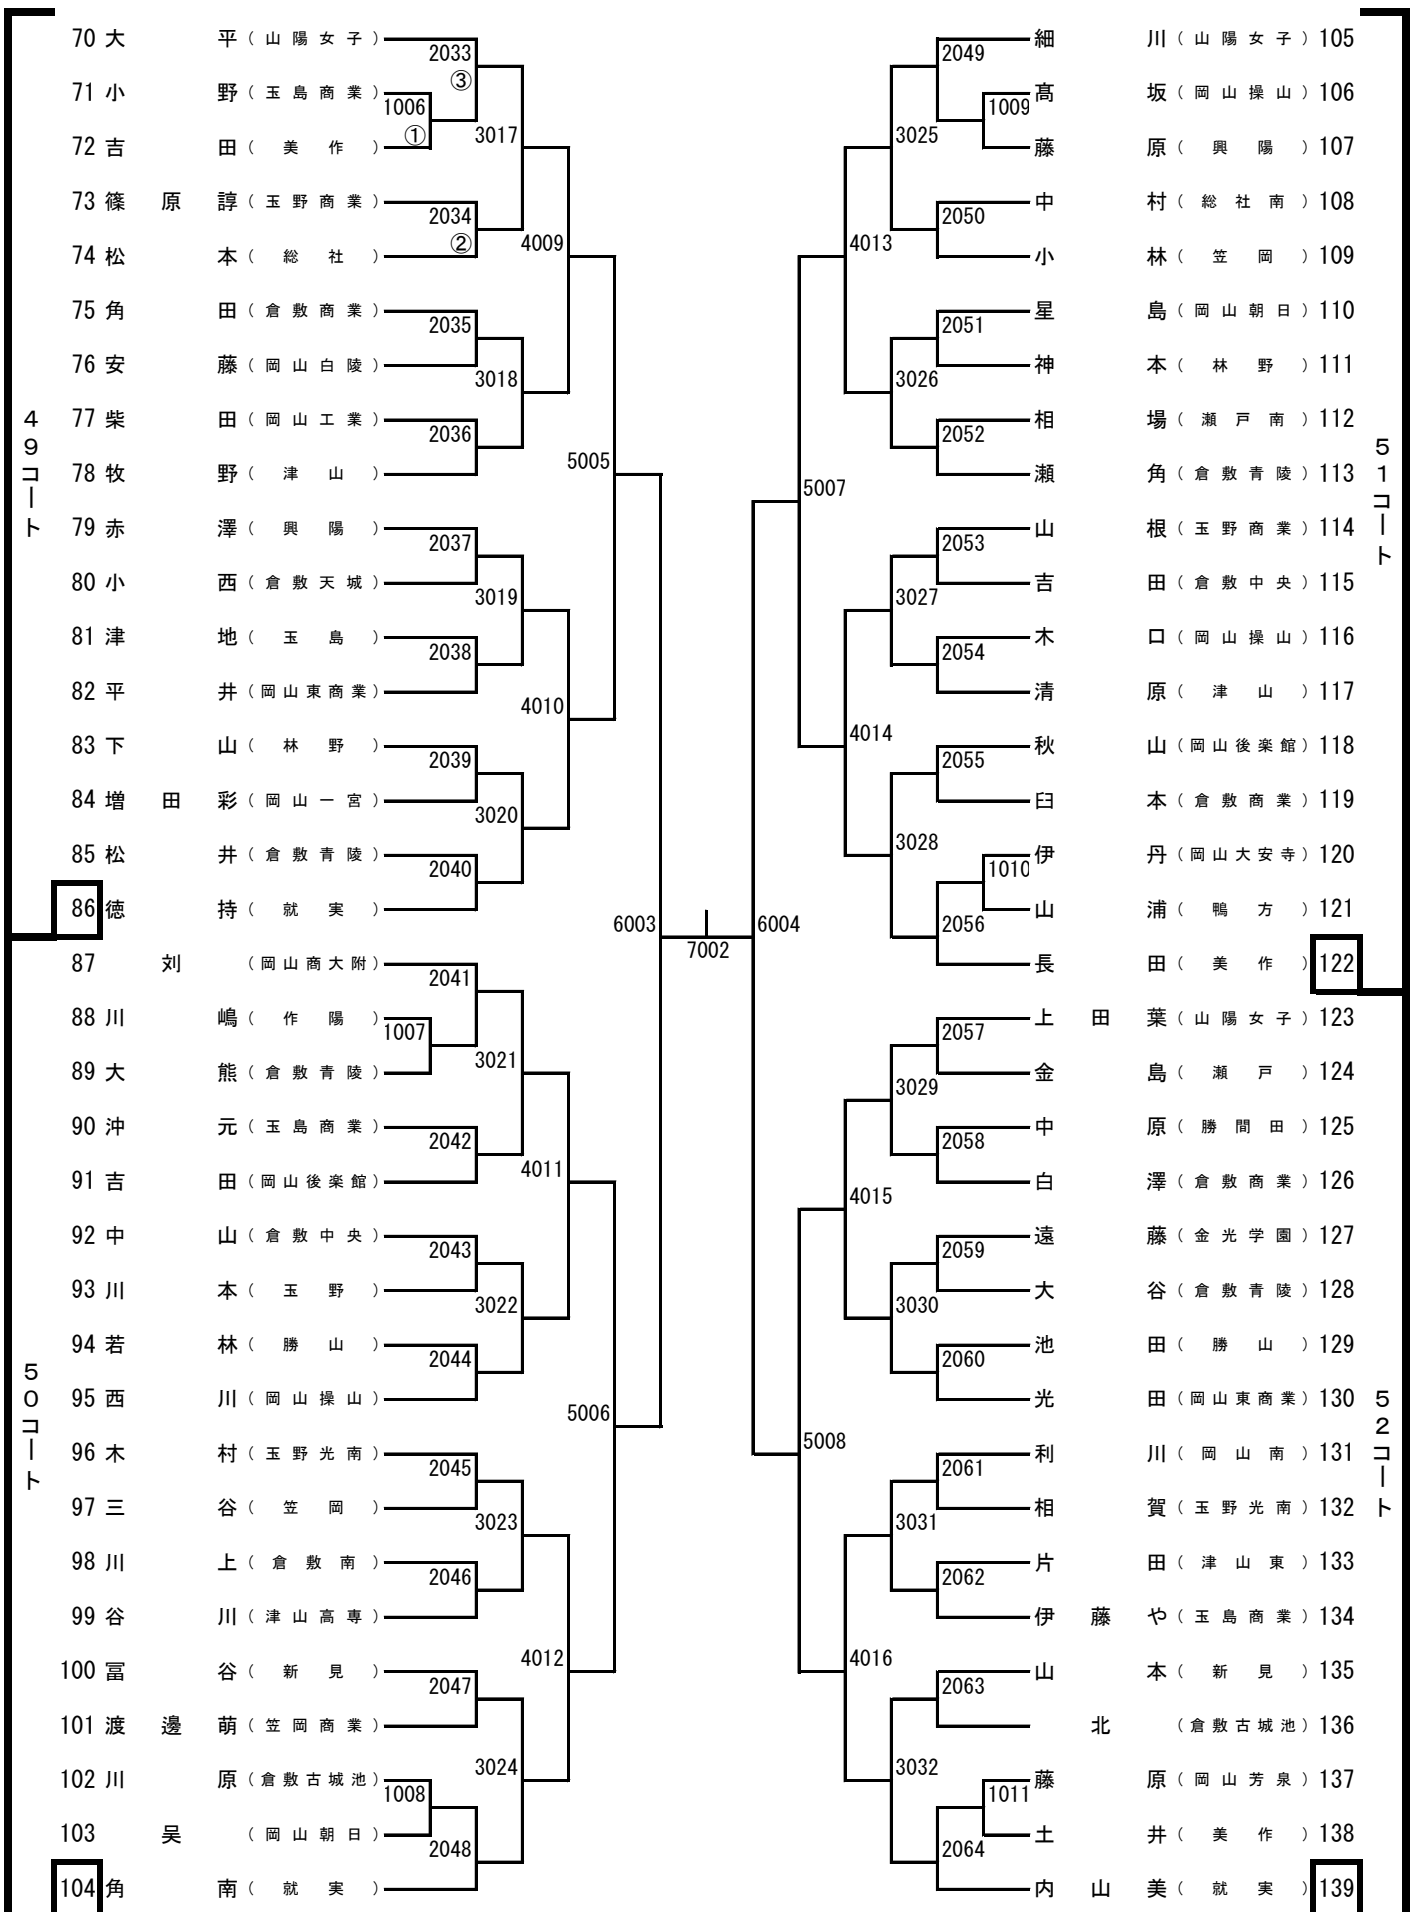 70 大平（山陽女子）
71 小野（玉島商業）
72 吉田（美作）
73 篠原諄（玉野商業）
74 松本（総社）
75 角田（倉敷商業）
76 安藤（岡山白陵）
77 柴田（岡山工業）
78 牧野（津山）
79 赤澤（興陽）
80 小西（倉敷天城）
81 津地（玉島）
82 平井（岡山東商業）
83 下山（林野）
84 増田彩（岡山一宮）
85 松井（倉敷青陵）
86 徳持（就実）
87 刘（岡山商大附）
88 川嶋（作陽）
89 大熊（倉敷青陵）
90 沖元（玉島商業）
91 吉田（岡山後楽館）
92 中山（倉敷中央）
93 川本（玉野）
94 若林（勝山）
95 西川（岡山操山）
96 木村（玉野光南）
97 三谷（笠岡）
98 川上（倉敷南）
99 谷川（津山高専）
100 冨谷（新見）
101 渡邊萌（笠岡商業）
102 川原（倉敷古城池）
103 吴（岡山朝日）
104 角南（就実）
49コート
50コート
1006
①
1007
1008
2033
③
2034
②
2035
2036
2037
2038
2039
2040
2041
2042
2043
2044
2045
2046
2047
2048
3017
3018
3019
3020
3021
3022
3023
3024
4009
4010
4011
4012
5005
5006
6003
7002
6004
5007
5008
4013
4014
4015
4016
3025
3026
3027
3028
3029
3030
3031
3032
2049
2050
2051
2052
2053
2054
2055
2056
2057
2058
2059
2060
2061
2062
2063
2064
1009
1010
1011
細川（山陽女子）105
髙坂（岡山操山）106
藤原（興陽）107
中村（総社南）108
小林（笠岡）109
星島（岡山朝日）110
神本（林野）111
相場（瀬戸南）112
瀬角（倉敷青陵）113
山根（玉野商業）114
吉田（倉敷中央）115
木口（岡山操山）116
清原（津山）117
秋山（岡山後楽館）118
臼本（倉敷商業）119
伊丹（岡山大安寺）120
山浦（鴨方）121
長田（美作）122
上田葉（山陽女子）123
金島（瀬戸）124
中原（勝間田）125
白澤（倉敷商業）126
遠藤（金光学園）127
大谷（倉敷青陵）128
池田（勝山）129
光田（岡山東商業）130
利川（岡山南）131
相賀（玉野光南）132
片田（津山東）133
伊藤や（玉島商業）134
山本（新見）135
北（倉敷古城池）136
藤原（岡山芳泉）137
土井（美作）138
内山美（就実）139
51コート
52コート